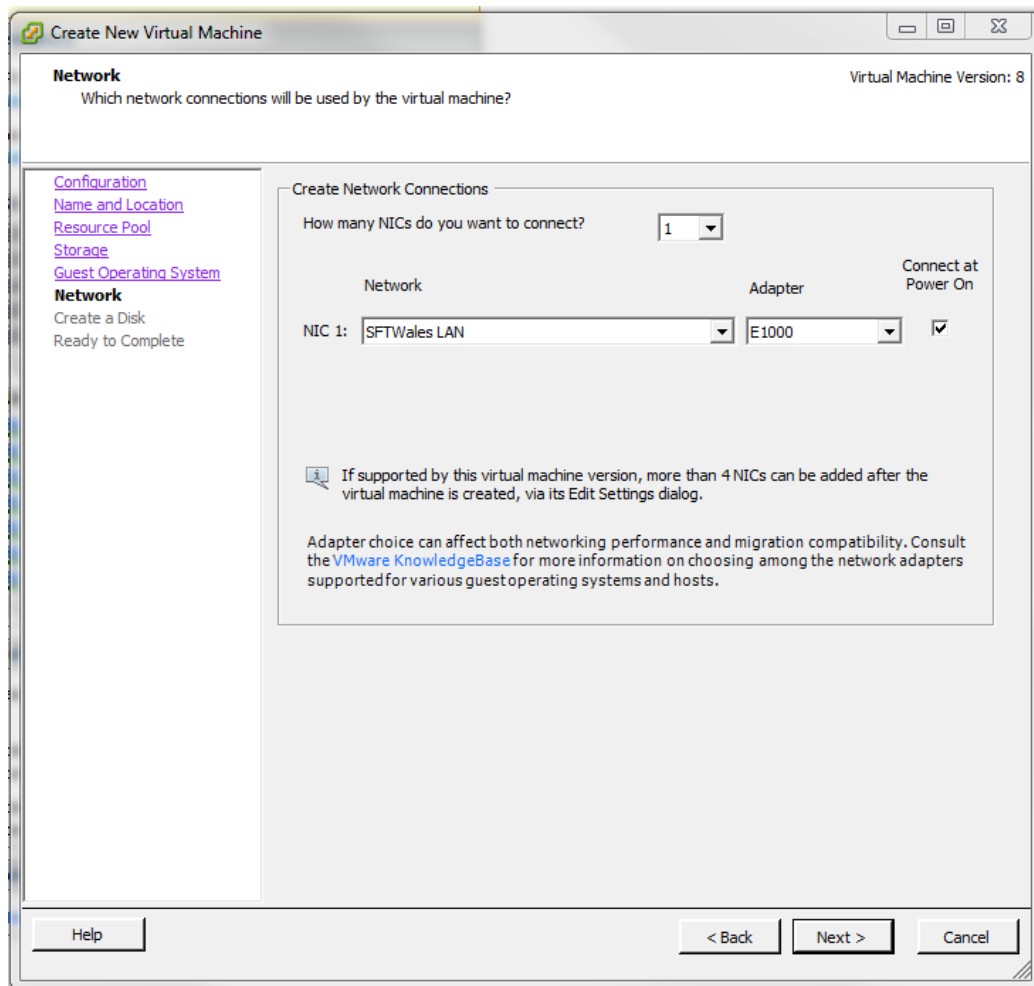 Create New Virtual Machine
Network
Virtual Machine Version: 8
Which network connections will be used by the virtual machine?
Configuration
Name and Location
Resource Pool
Storage
Guest Operating System
Network
Create a Disk
Ready to Complete
Create Network Connections
How many NICs do you want to connect?
1
Network
Adapter
Connect at
Power On
NIC 1:
SFTWales LAN
E1000
If supported by this virtual machine version, more than 4 NICs can be added after the
virtual machine is created, via its Edit Settings dialog.
Adapter choice can affect both networking performance and migration compatibility. Consult
the VMware KnowledgeBase for more information on choosing among the network adapters
supported for various guest operating systems and hosts.
Help
< Back
Next >
Cancel